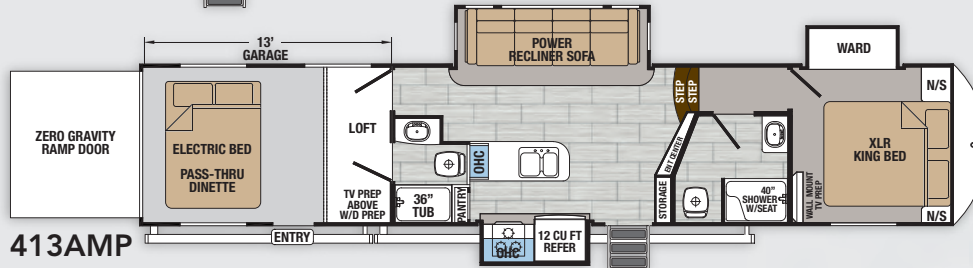 13'
GARAGE
ZERO GRAVITY
RAMP DOOR
ELECTRIC BED
PASS-THRU
DINETTE
LOFT
TV PREP
ABOVE
W/D PREP
36"
TUB
PANTRY
OHC
POWER
RECLINER SOFA
STEP
STEP
ENT CENTER
STORAGE
40"
SHOWER
W/SEAT
WALL MOUNT
TV PREP
WARD
N/S
XLR
KING BED
N/S
OHC
12 CU FT
REFER
ENTRY
413AMP